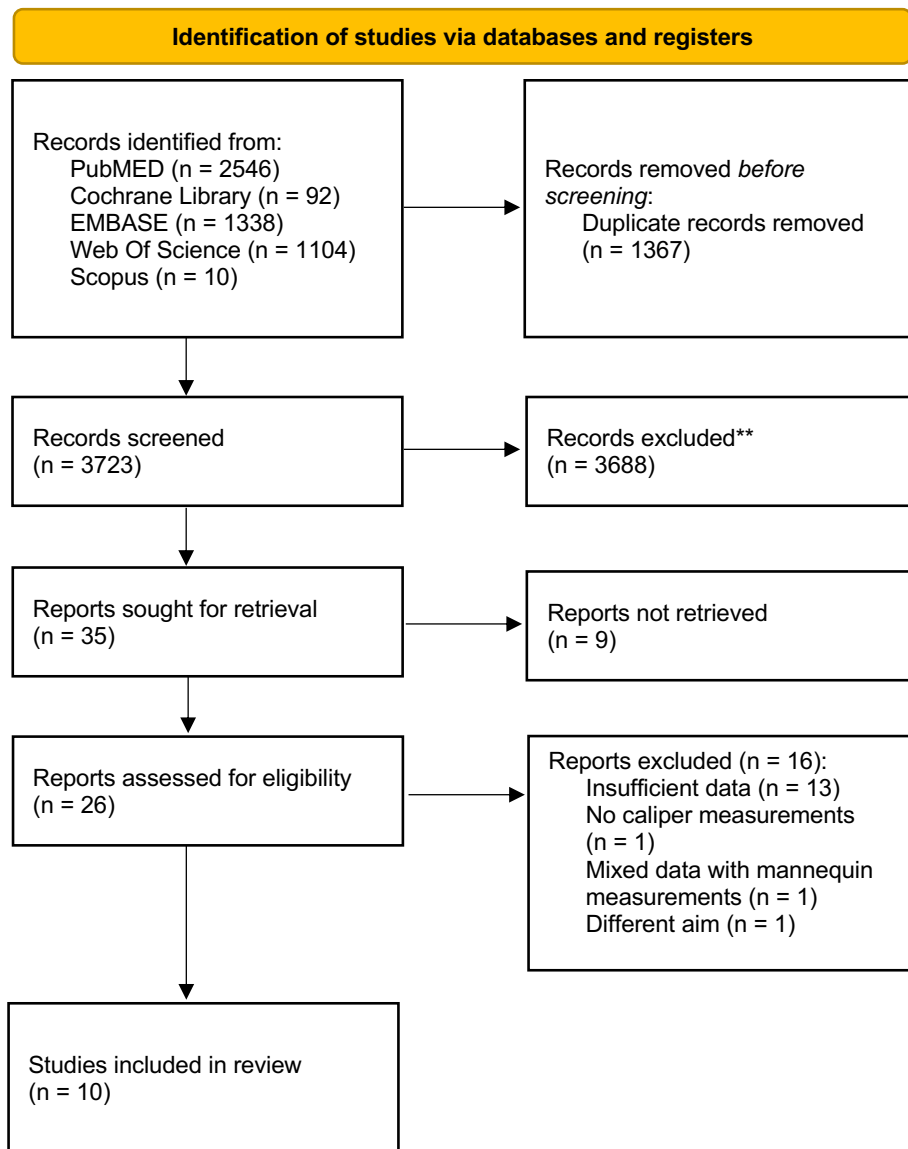 Identification of studies via databases and registers
Records identified from:
PubMED (n = 2546)
Cochrane Library (n = 92)
EMBASE (n = 1338)
Web Of Science (n = 1104)
Scopus (n = 10)
Records removed before
screening:
Duplicate records removed
(n = 1367)
Records screened
(n = 3723)
Records excluded**
(n = 3688)
Reports sought for retrieval
(n = 35)
Reports not retrieved
(n = 9)
Reports assessed for eligibility
(n = 26)
Reports excluded (n = 16):
Insufficient data (n = 13)
No caliper measurements
(n = 1)
Mixed data with mannequin
measurements (n = 1)
Different aim (n = 1)
Studies included in review
(n = 10)